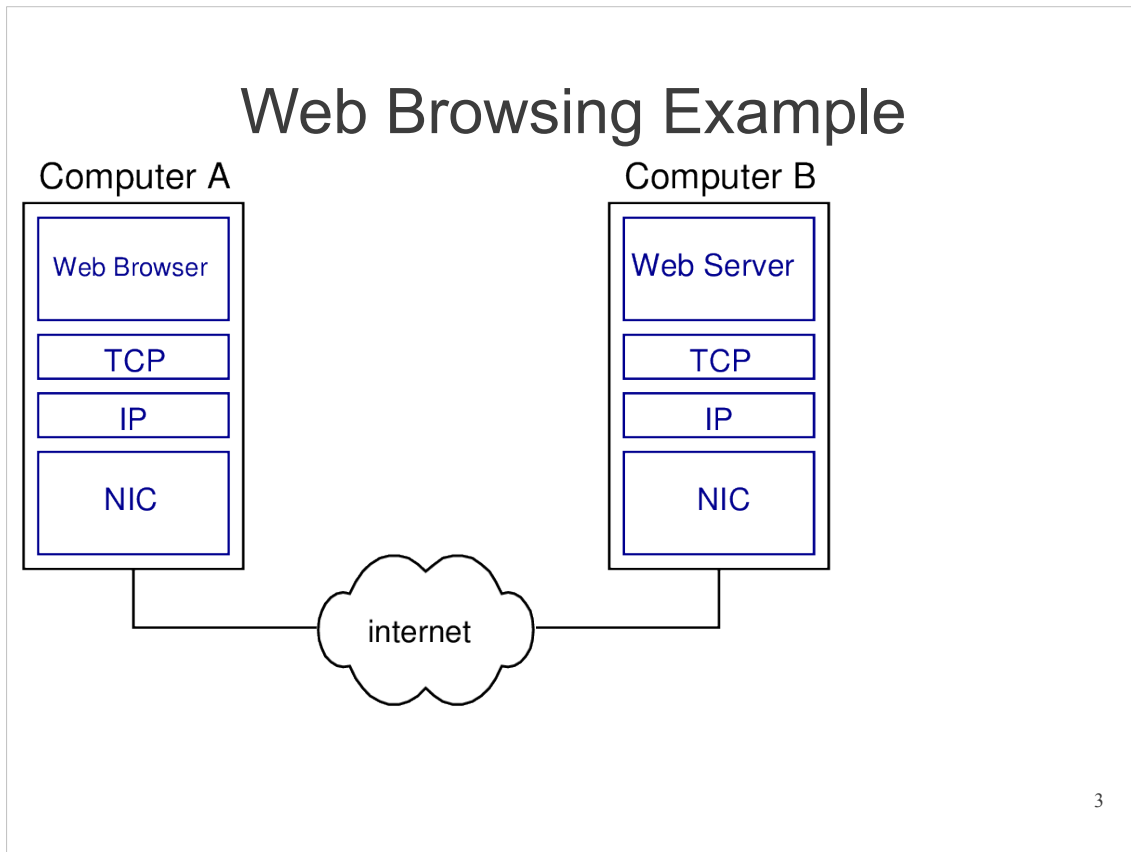 Web Browsing Example
Computer A
Web Browser
TCP
IP
NIC
Computer B
Web Server
TCP
IP
NIC
internet
3